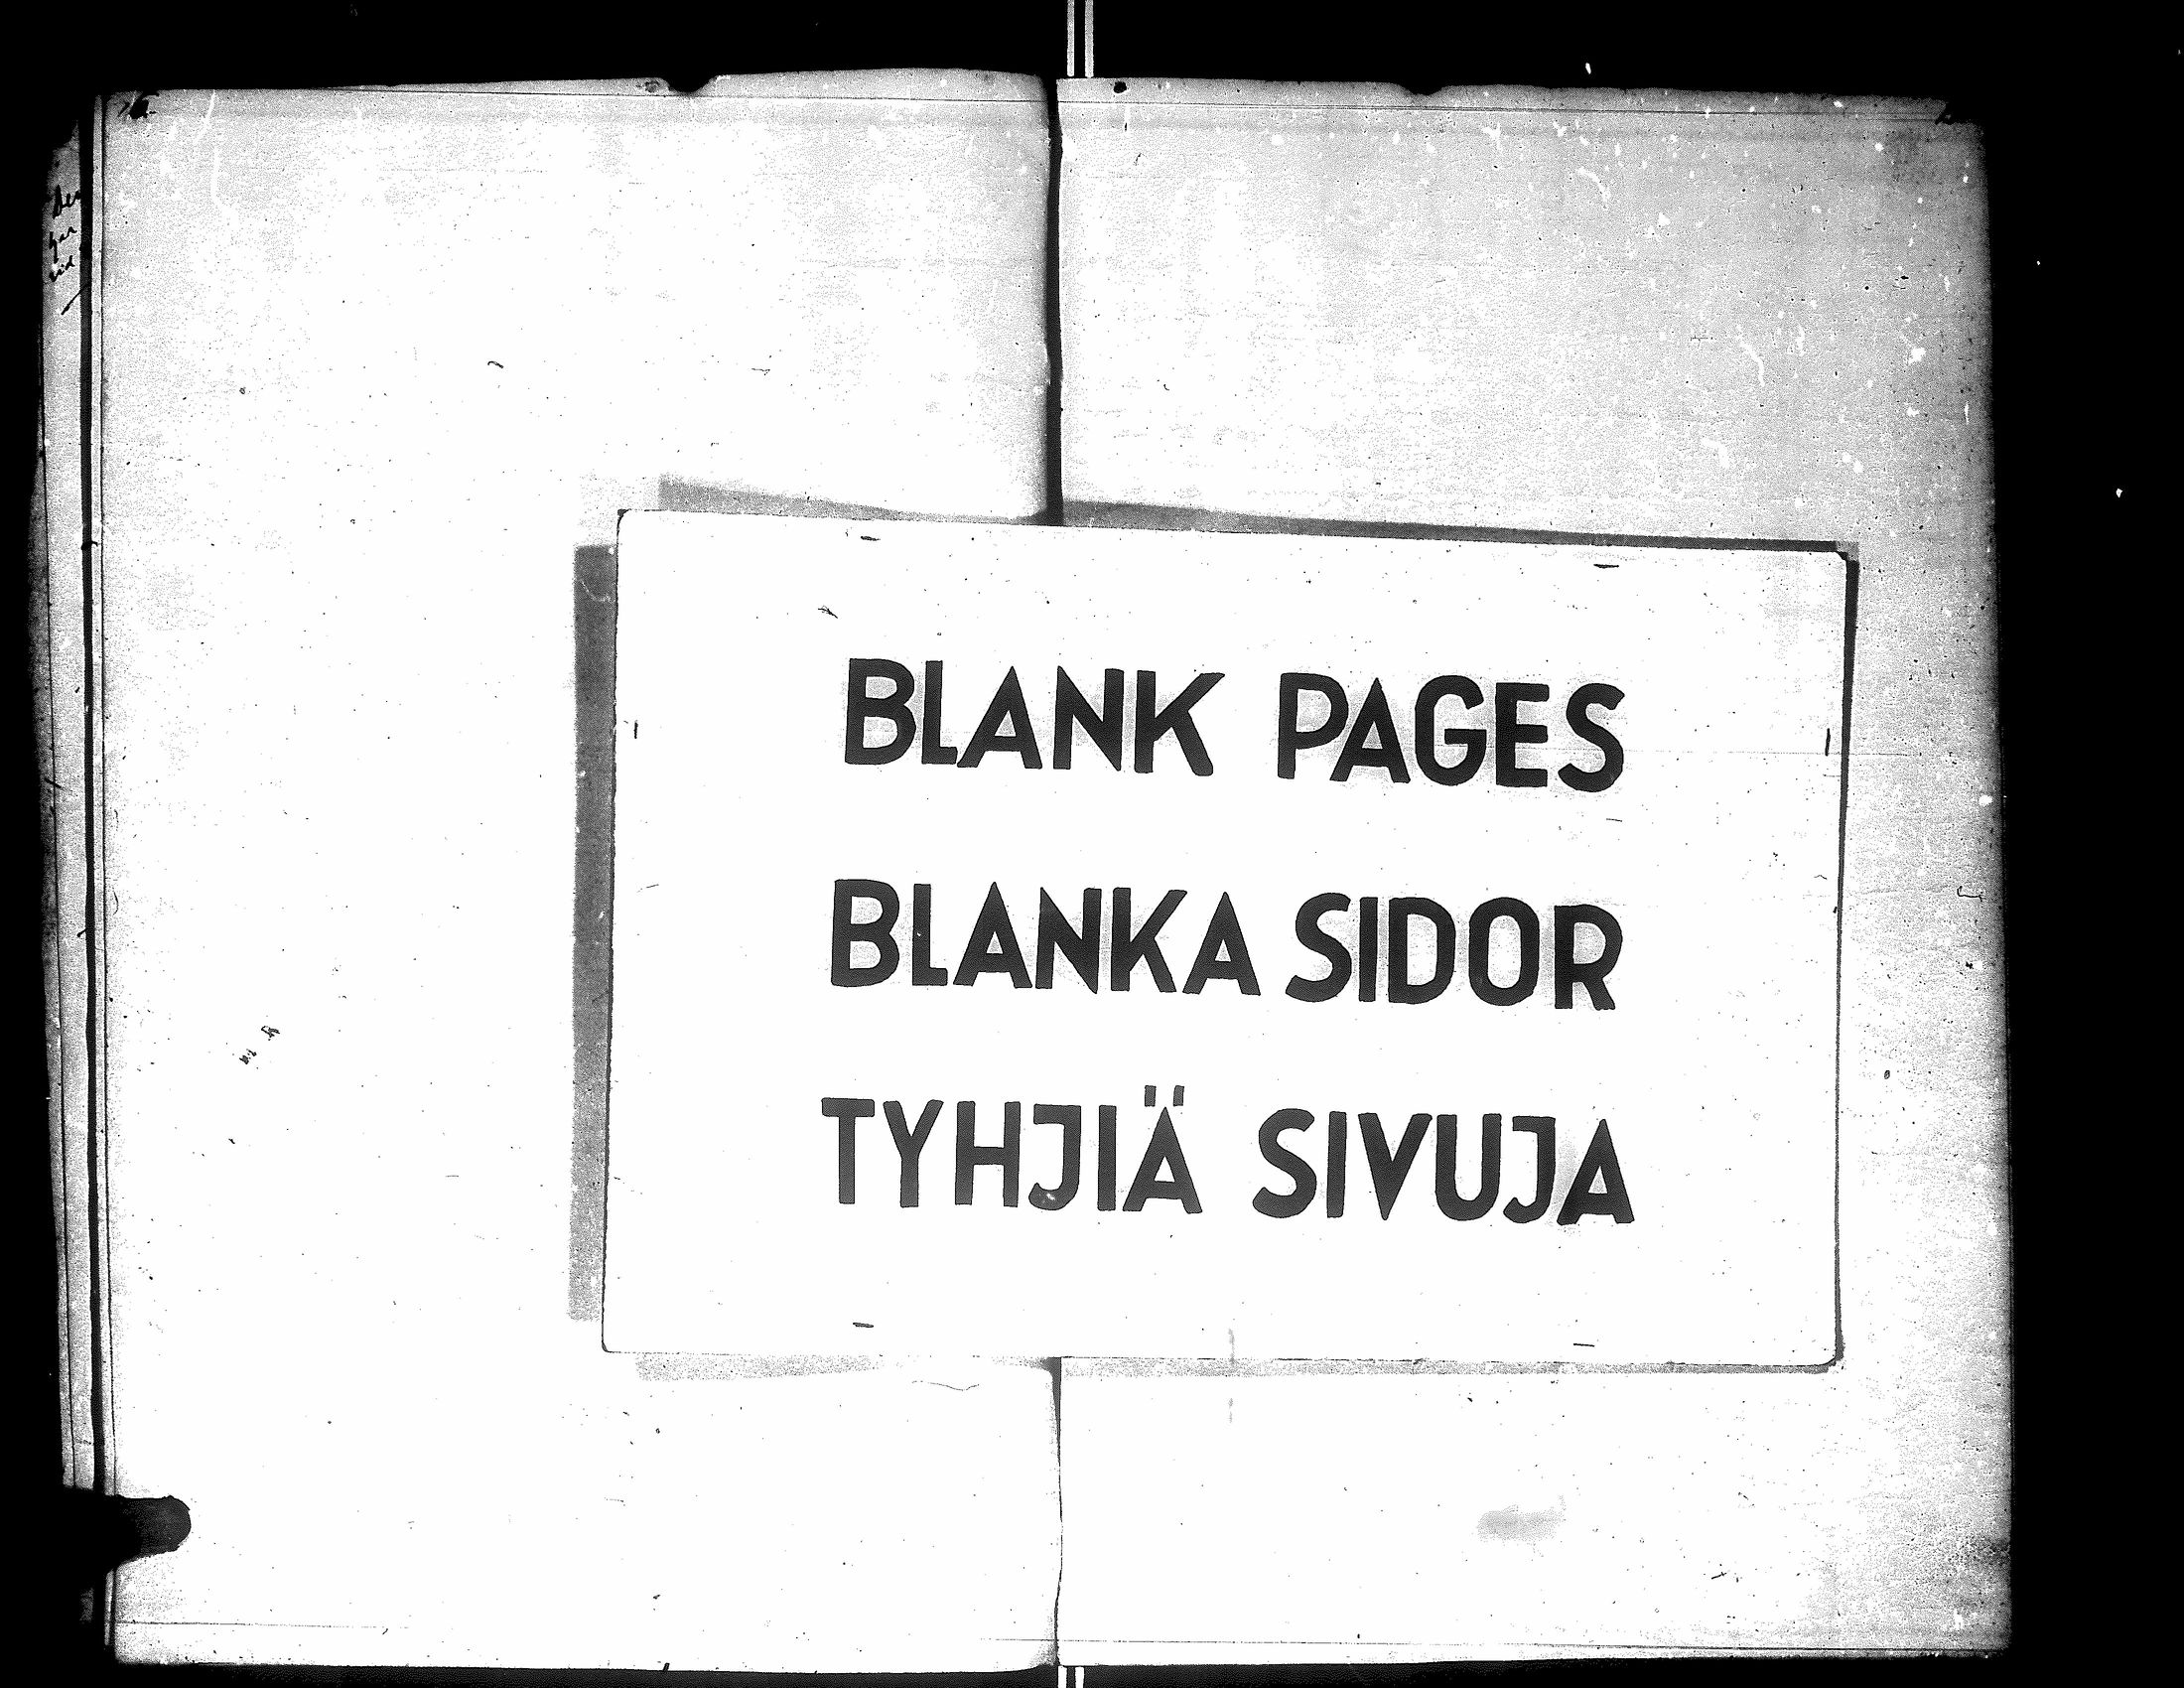 BLANK PAGES
BLANKA SIDOR
TYHJIÄ SIVUJA